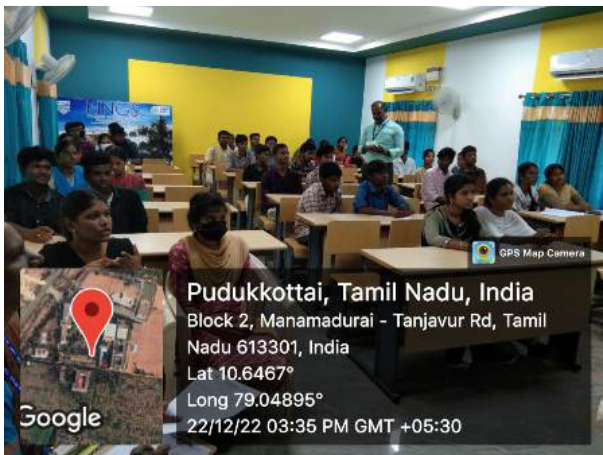 KINGS
GPS Map Camera
Pudukkottai, Tamil Nadu, India
Block 2, Manamadurai - Tanjavur Rd, Tamil
Nadu 613301, India
Lat 10.6467°
Long 79.04895°
22/12/22 03:35 PM GMT +05:30
Google